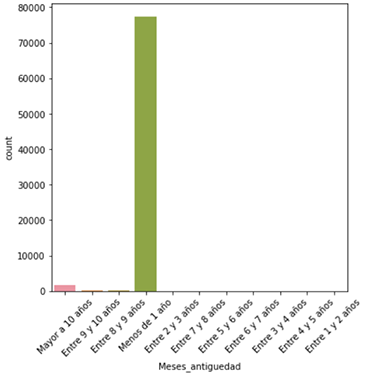 80000
70000
60000
50000
40000
30000
20000
10000
0
count
Mayor a 10 años
Entre 9 y 10 años
Entre 8 y 9 años
Menos de 1 año
Entre 2 y 3 años
Entre 7 y 8 años
Entre 5 y 6 años
Entre 6 y 7 años
Entre 3 y 4 años
Entre 4 y 5 años
Entre 1 y 2 años
Meses_antiguedad